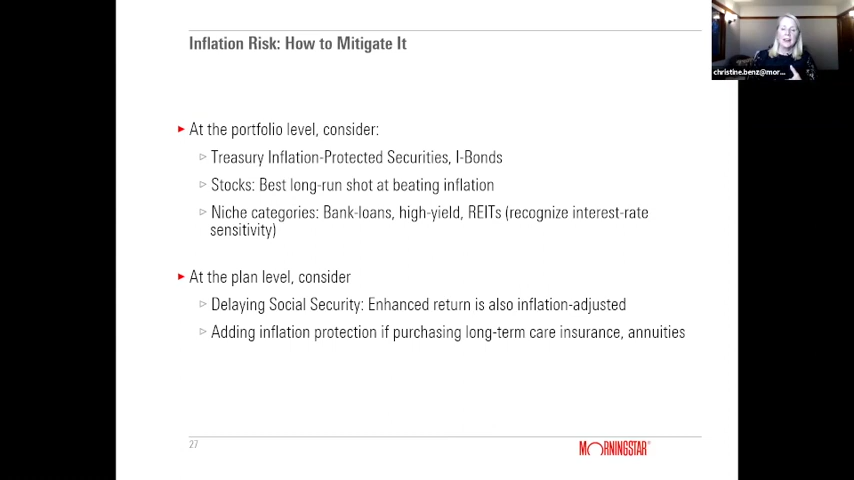 Inflation Risk: How to Mitigate It
christine.benz@mor...
At the portfolio level, consider:
Treasury Inflation-Protected Securities, I-Bonds
Stocks: Best long-run shot at beating inflation
Niche categories: Bank-loans, high-yield, REITs (recognize interest-rate
sensitivity)
At the plan level, consider
Delaying Social Security: Enhanced return is also inflation-adjusted
Adding inflation protection if purchasing long-term care insurance, annuities
27
MORNINGSTAR